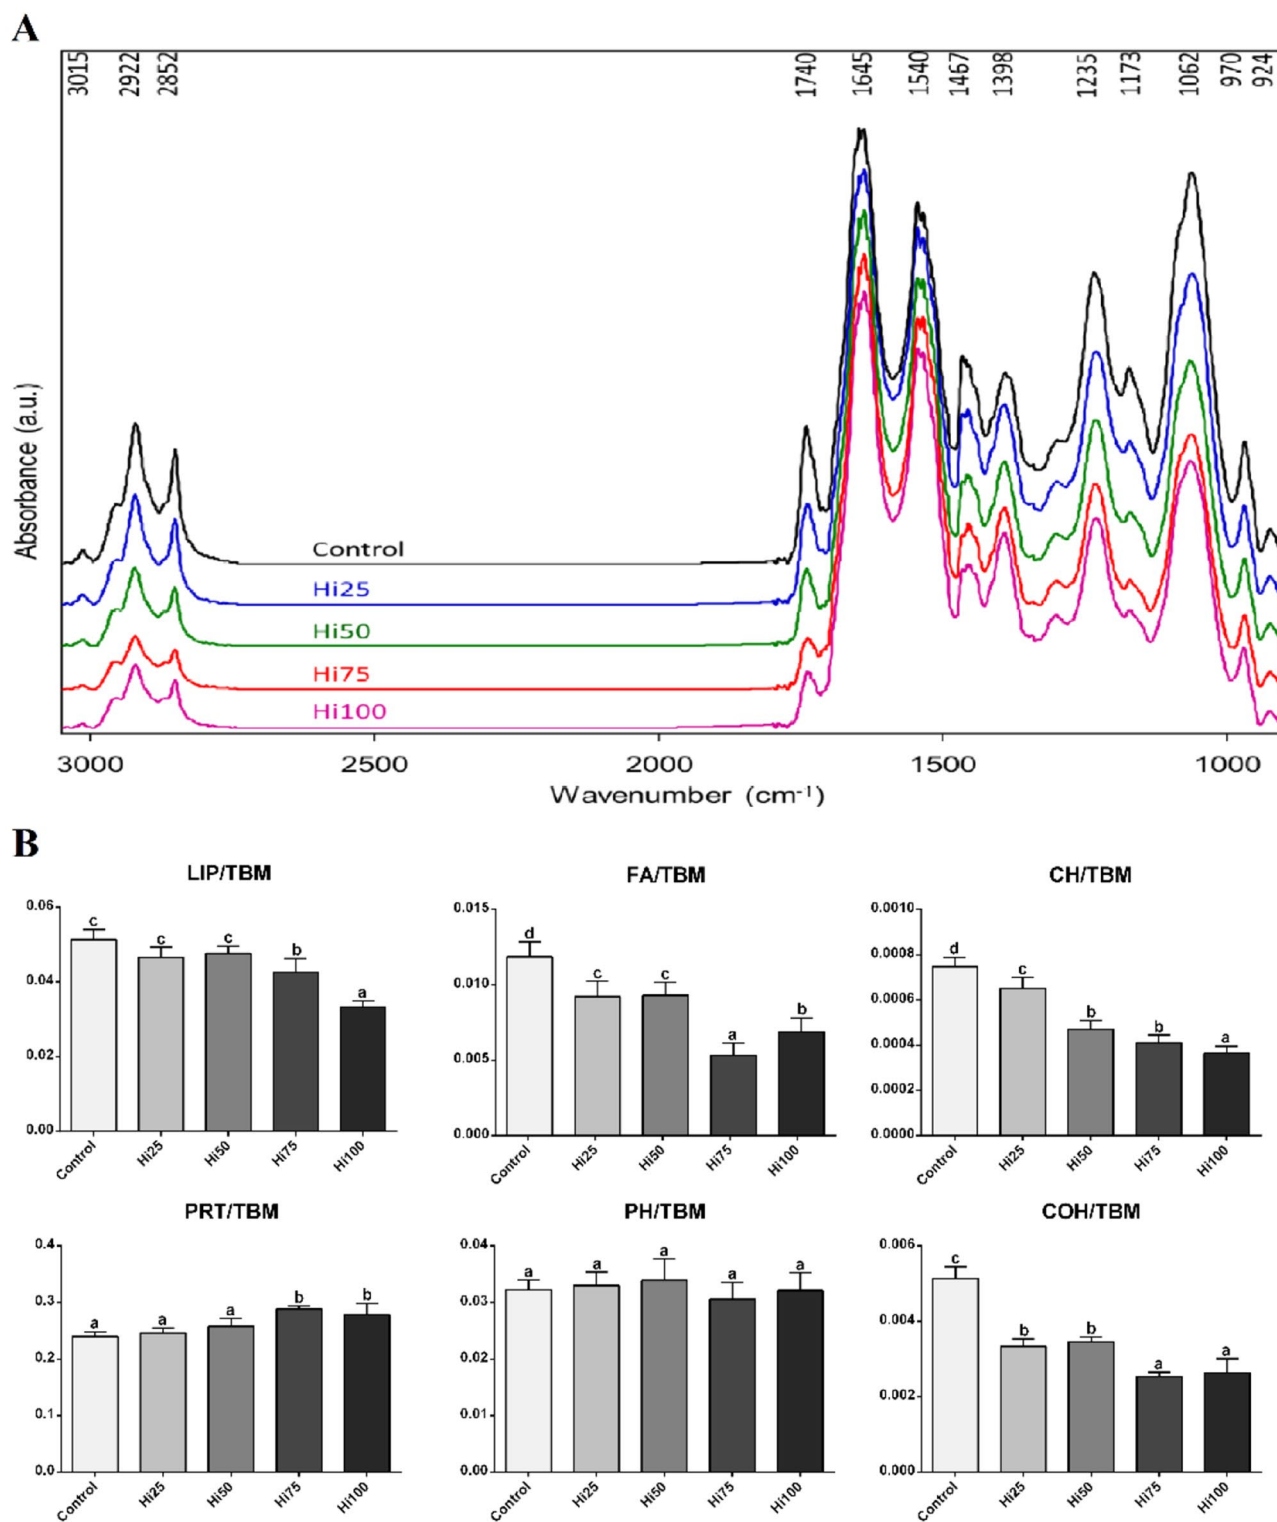 A
3015 2922 2852 1740 1645 1540 1467 1398 1235 1173 1062 970 924
Absorbance (a.u.)
Control
Hi25
Hi50
Hi75
Hi100
3000 2500 2000 1500 1000
Wavenumber (cm⁻¹)
B
LIP/TBM
0.06
0.04
0.02
0.00
c c c b a
Control Hi25 Hi50 Hi75 Hi100
FA/TBM
0.015
0.010
0.005
0.000
d c c a b
Control Hi25 Hi50 Hi75 Hi100
CH/TBM
0.0010
0.0008
0.0006
0.0004
0.0002
0.0000
d c b b a
Control Hi25 Hi50 Hi75 Hi100
PRT/TBM
0.4
0.3
0.2
0.1
0.0
a a a b b
Control Hi25 Hi50 Hi75 Hi100
PH/TBM
0.04
0.03
0.02
0.01
0.00
a a a a a
Control Hi25 Hi50 Hi75 Hi100
COH/TBM
0.006
0.004
0.002
0.000
c b b a a
Control Hi25 Hi50 Hi75 Hi100